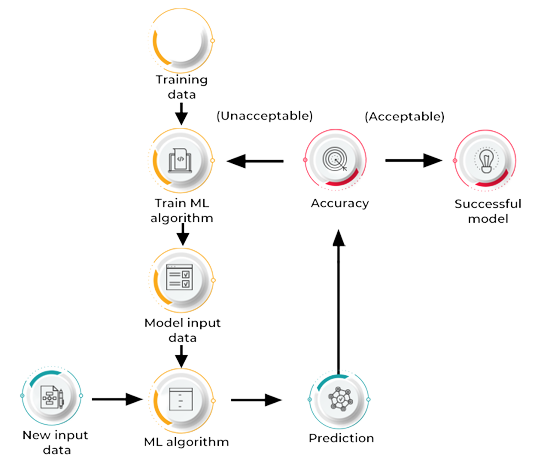 Training
data
(Unacceptable)
(Acceptable)
Train ML
algorithm
Accuracy
Successful
model
Model input
data
New input
data
ML algorithm
Prediction